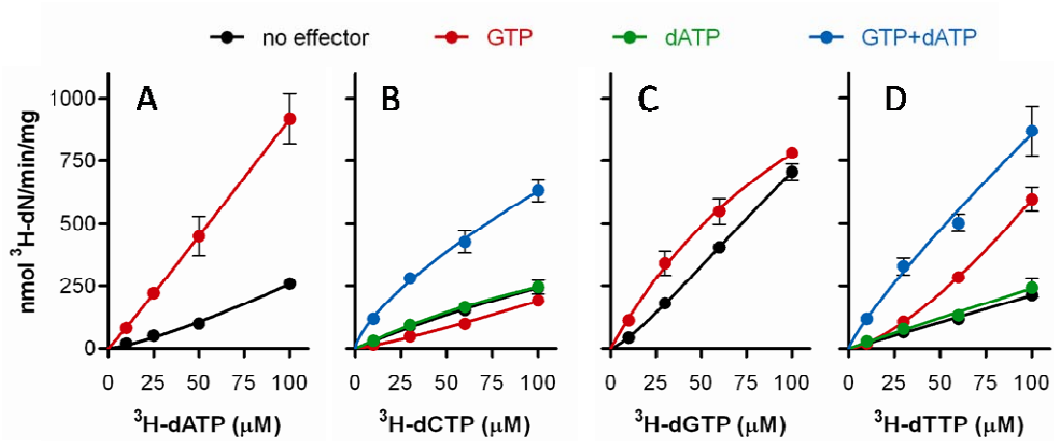 no effector GTP dATP GTP+dATP
A B C D
nmol ³H-dN/min/mg
1000
750
500
250
0
0 25 50 75 100 0 25 50 75 100 0 25 50 75 100 0 25 50 75 100
³H-dATP (μM) ³H-dCTP (μM) ³H-dGTP (μM) ³H-dTTP (μM)